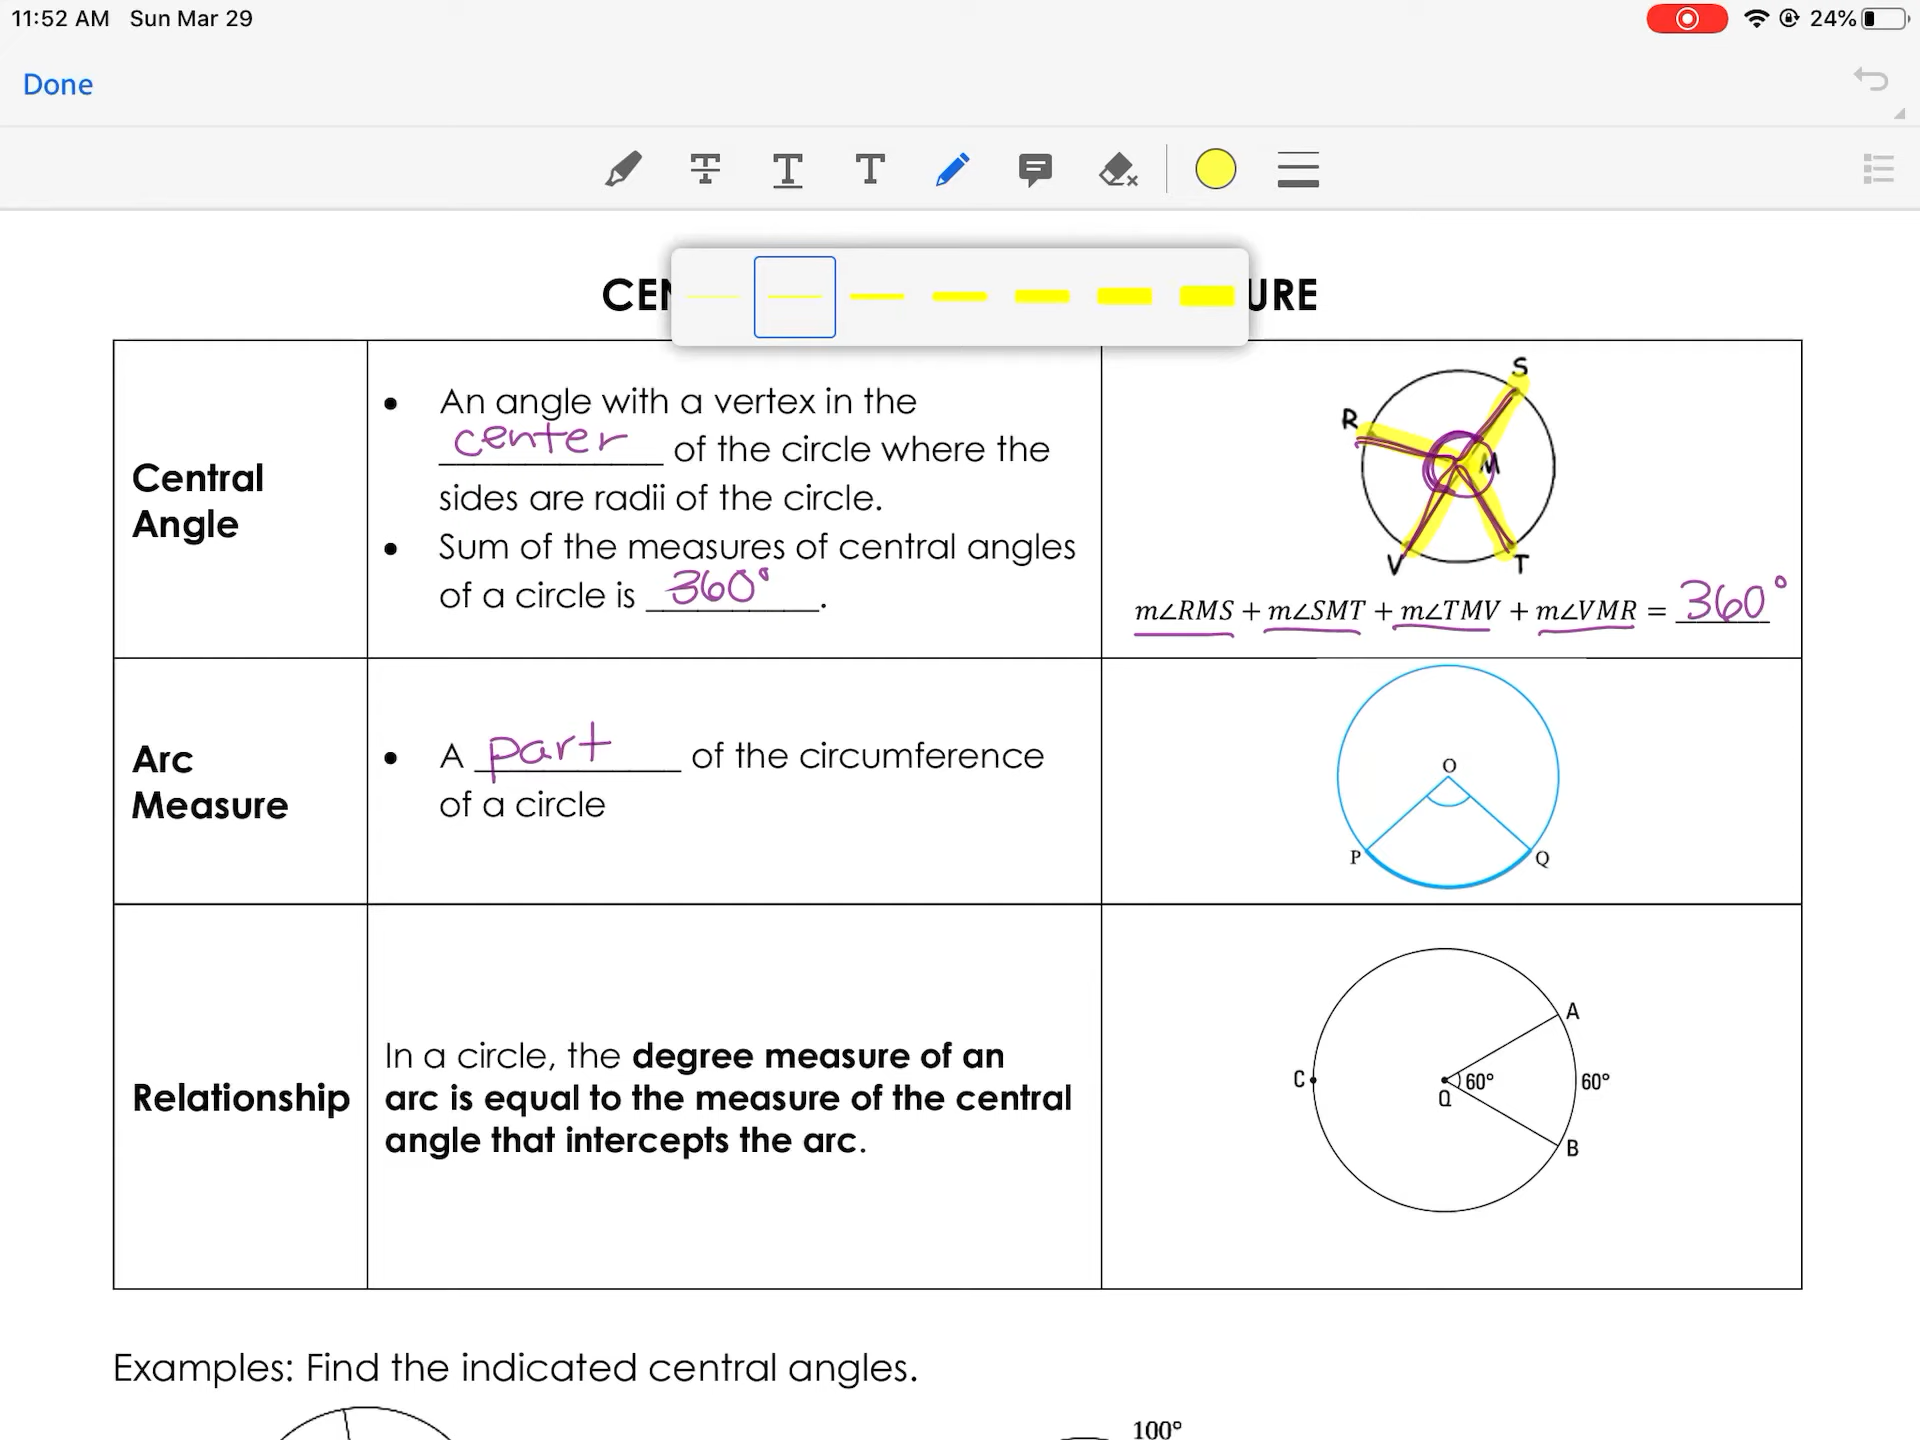 11:52 AM Sun Mar 29
24%
Done
CEN URE
Central
Angle
• An angle with a vertex in the
center of the circle where the
sides are radii of the circle.
• Sum of the measures of central angles
of a circle is 360°.
R
S
M
V
T
m∠RMS + m∠SMT + m∠TMV + m∠VMR = 360°
Arc
Measure
• A part of the circumference
of a circle
O
P
Q
Relationship
In a circle, the degree measure of an
arc is equal to the measure of the central
angle that intercepts the arc.
A
C
60°
60°
Q
B
Examples: Find the indicated central angles.
100°